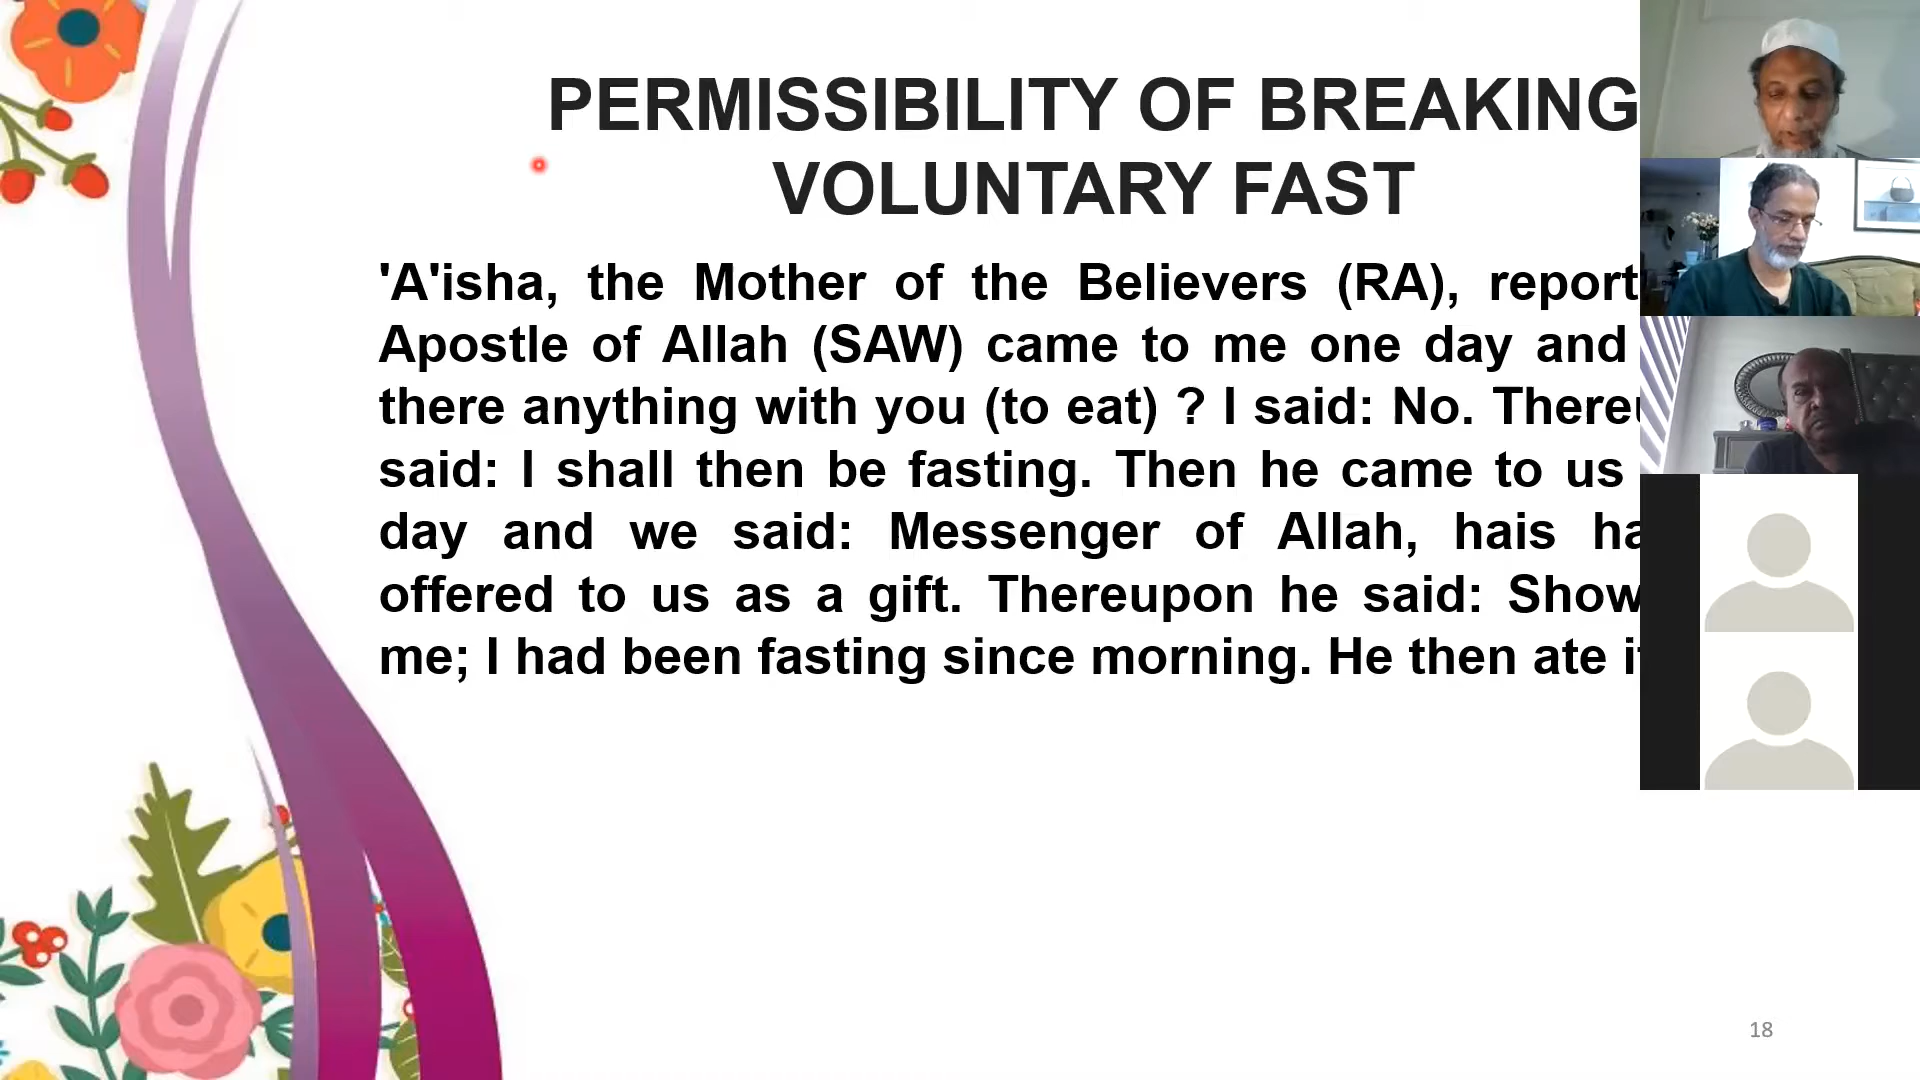 PERMISSIBILITY OF BREAKING
VOLUNTARY FAST
'A'isha, the Mother of the Believers (RA), report
Apostle of Allah (SAW) came to me one day and
there anything with you (to eat) ? I said: No.
said: I shall then be fasting. Then he came to us
day and we said: Messenger of Allah, hais
offered to us as a gift. Thereupon he said: Show
me; I had been fasting since morning. He then ate
18